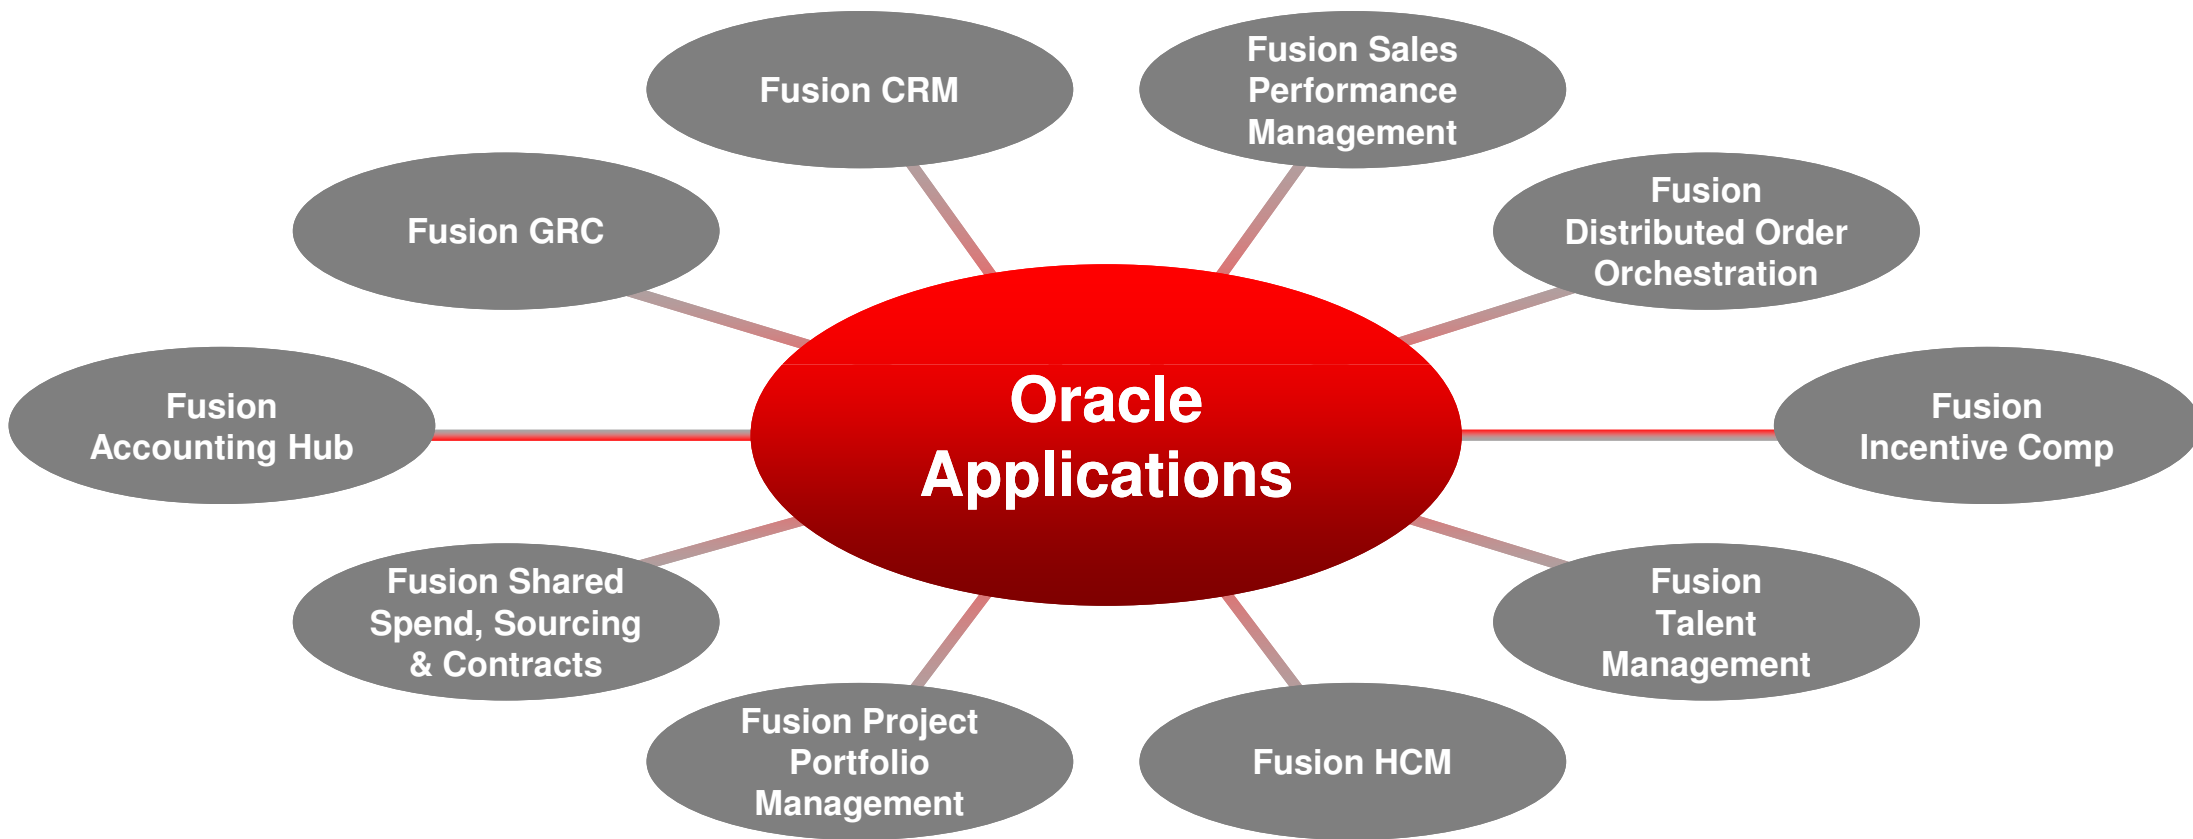 Fusion CRM
Fusion Sales
Performance
Management
Fusion GRC
Fusion
Distributed Order
Orchestration
Fusion
Accounting Hub
Oracle
Applications
Fusion
Incentive Comp
Fusion Shared
Spend, Sourcing
& Contracts
Fusion
Talent
Management
Fusion Project
Portfolio
Management
Fusion HCM